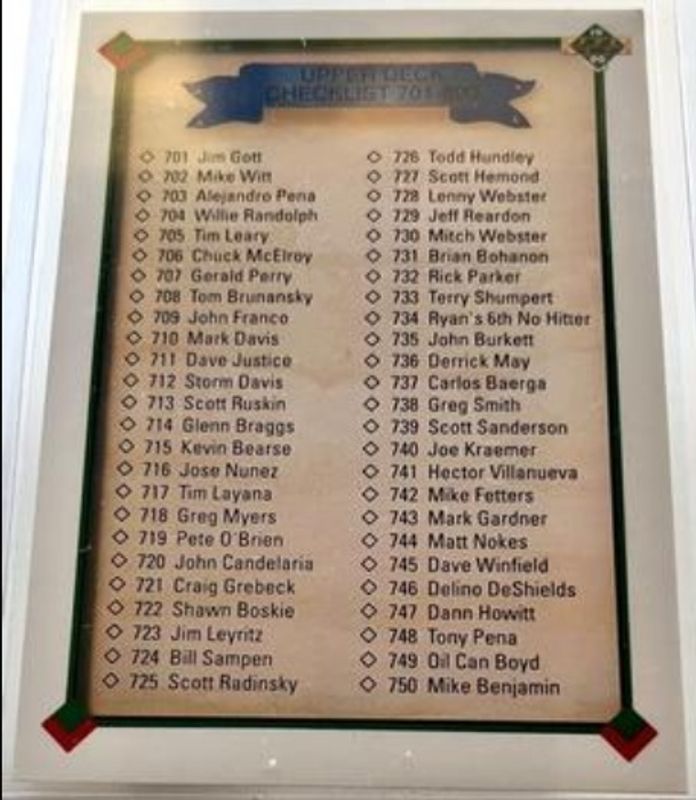 UPPER DECK
CHECKLIST 701-800
701 Jim Gott
702 Mike Witt
703 Alejandro Pena
704 Willie Randolph
705 Tim Leary
706 Chuck McElroy
707 Gerald Perry
708 Tom Brunansky
709 John Franco
710 Mark Davis
711 Dave Justice
712 Storm Davis
713 Scott Ruskin
714 Glenn Braggs
715 Kevin Bearse
716 Jose Nunez
717 Tim Layana
718 Greg Myers
719 Pete O'Brien
720 John Candelaria
721 Craig Grebeck
722 Shawn Boskie
723 Jim Leyritz
724 Bill Sampen
725 Scott Radinsky
726 Todd Hundley
727 Scott Hemond
728 Lenny Webster
729 Jeff Reardon
730 Mitch Webster
731 Brian Bohanon
732 Rick Parker
733 Terry Shumpert
734 Ryan's 6th No Hitter
735 John Burkett
736 Derrick May
737 Carlos Baerga
738 Greg Smith
739 Scott Sanderson
740 Joe Kraemer
741 Hector Villanueva
742 Mike Fetters
743 Mark Gardner
744 Matt Nokes
745 Dave Winfield
746 Delino DeShields
747 Dann Howitt
748 Tony Pena
749 Oil Can Boyd
750 Mike Benjamin